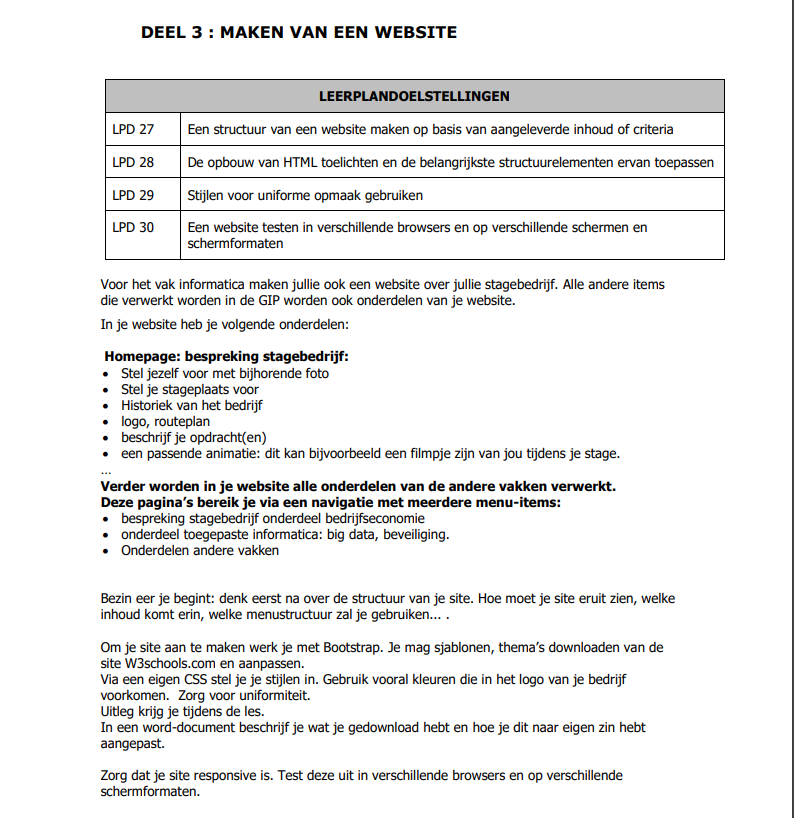 DEEL 3 : MAKEN VAN EEN WEBSITE
LEERPLANDOELSTELLINGEN
LPD 27 Een structuur van een website maken op basis van aangeleverde inhoud of criteria
LPD 28 De opbouw van HTML toelichten en de belangrijkste structuurelementen ervan toepassen
LPD 29 Stijlen voor uniforme opmaak gebruiken
LPD 30 Een website testen in verschillende browsers en op verschillende schermen en
schermformaten
Voor het vak informatica maken jullie ook een website over jullie stagebedrijf. Alle andere items
die verwerkt worden in de GIP worden ook onderdelen van je website.
In je website heb je volgende onderdelen:
Homepage: bespreking stagebedrijf:
• Stel jezelf voor met bijhorende foto
• Stel je stageplaats voor
• Historiek van het bedrijf
• logo, routeplan
• beschrijf je opdracht(en)
• een passende animatie: dit kan bijvoorbeeld een filmpje zijn van jou tijdens je stage.
...
Verder worden in je website alle onderdelen van de andere vakken verwerkt.
Deze pagina's bereik je via een navigatie met meerdere menu-items:
• bespreking stagebedrijf onderdeel bedrijfseconomie
• onderdeel toegepaste informatica: big data, beveiliging.
• Onderdelen andere vakken
Bezin eer je begint: denk eerst na over de structuur van je site. Hoe moet je site eruit zien, welke
inhoud komt erin, welke menustructuur zal je gebruiken... .
Om je site aan te maken werk je met Bootstrap. Je mag sjablonen, thema's downloaden van de
site W3schools.com en aanpassen.
Via een eigen CSS stel je je stijlen in. Gebruik vooral kleuren die in het logo van je bedrijf
voorkomen. Zorg voor uniformiteit.
Uitleg krijg je tijdens de les.
In een word-document beschrijf je wat je gedownload hebt en hoe je dit naar eigen zin hebt
aangepast.
Zorg dat je site responsive is. Test deze uit in verschillende browsers en op verschillende
schermformaten.